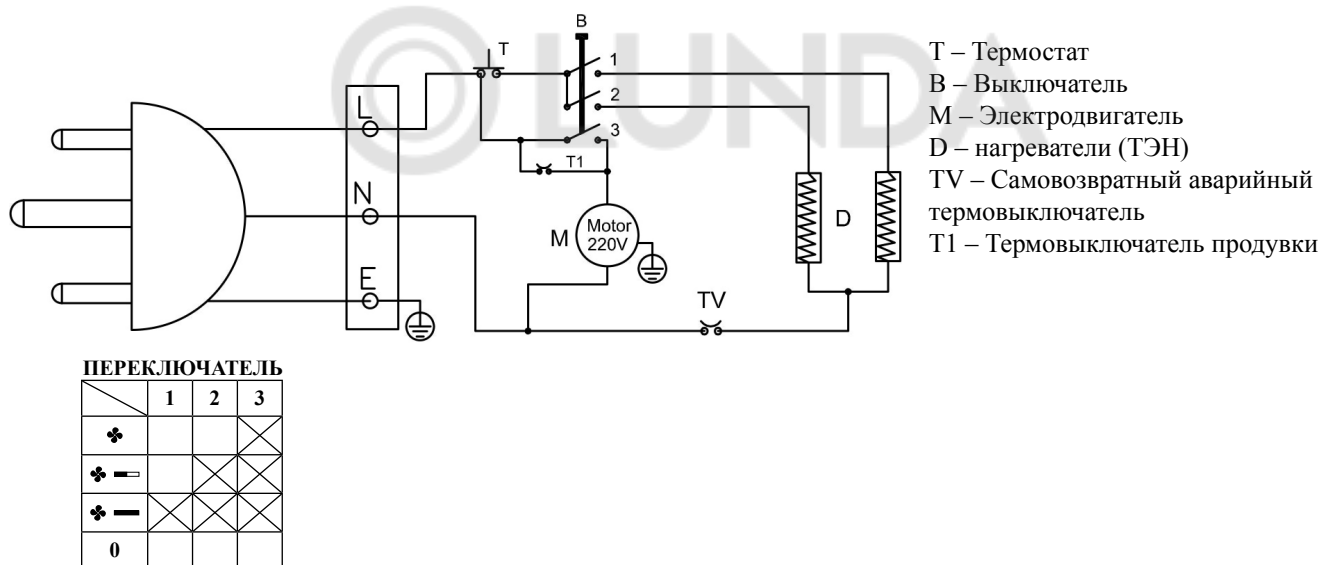 LUNDA
B
T
1
2
3
T1
L
N
E
M
Motor
220V
D
TV
T – Термостат
В – Выключатель
М – Электродвигатель
D – нагреватели (ТЭН)
TV – Самовозвратный аварийный
термовыключатель
Т1 – Термовыключатель продувки
ПЕРЕКЛЮЧАТЕЛЬ
1 2 3
0